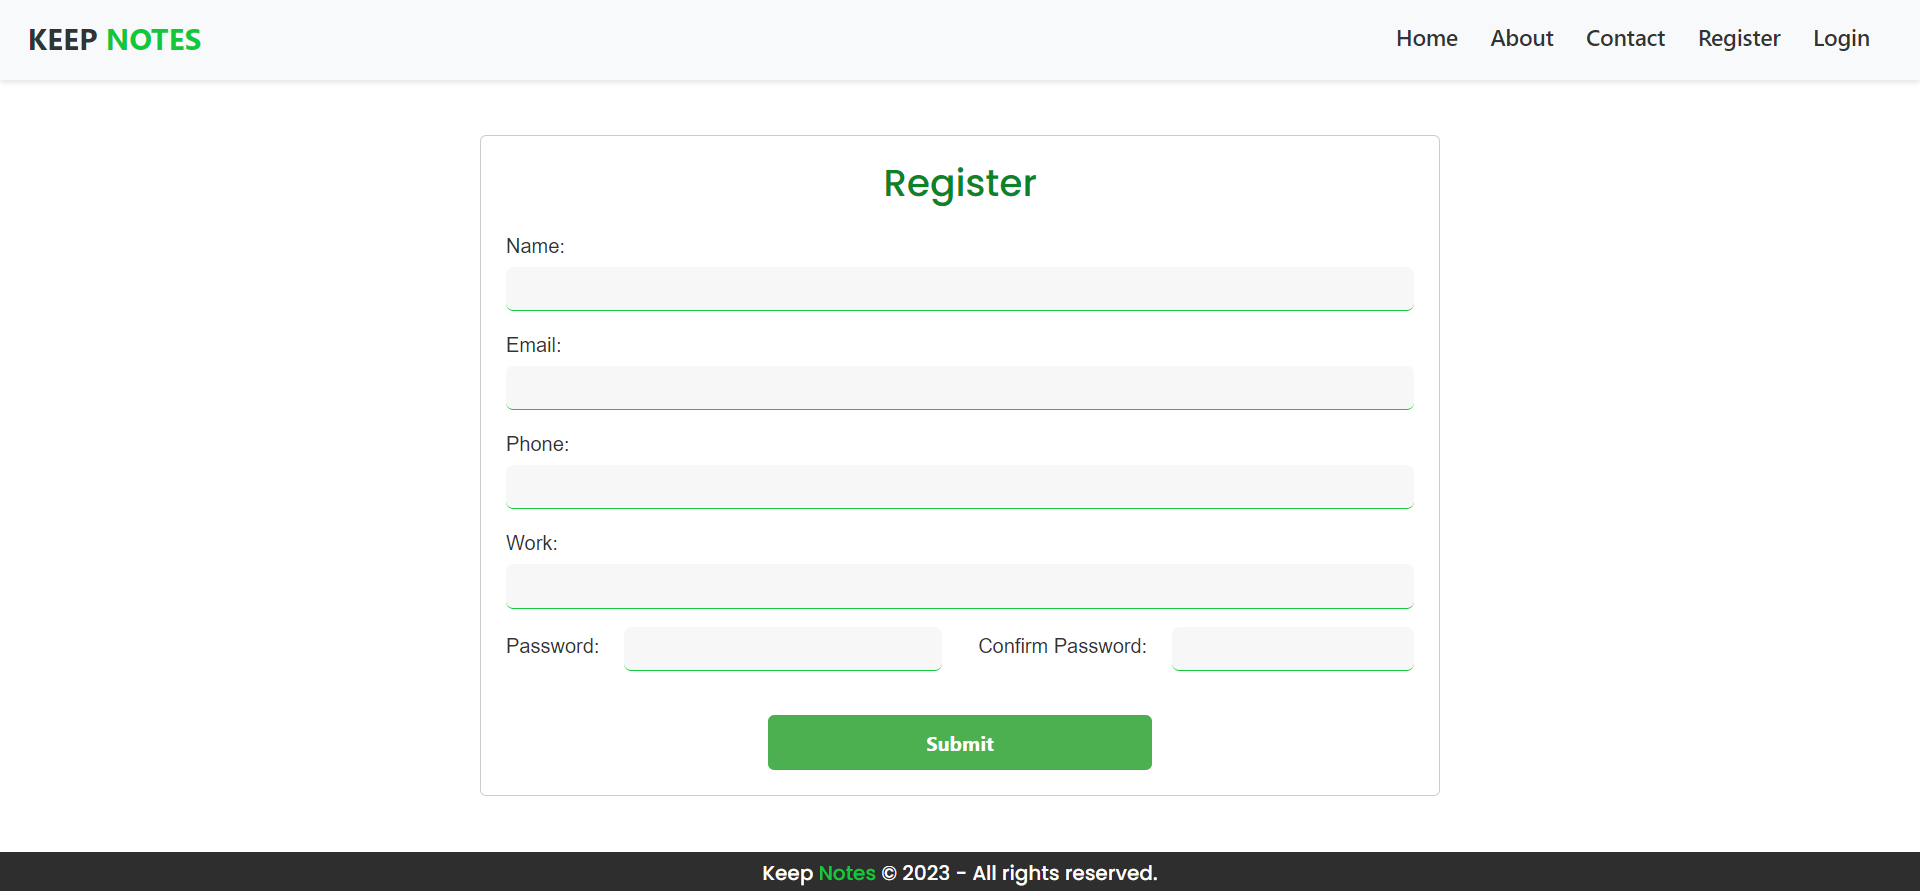 KEEP NOTES
Home About Contact Register Login
Register
Name:
Email:
Phone:
Work:
Password: Confirm Password:
Submit
Keep Notes © 2023 - All rights reserved.